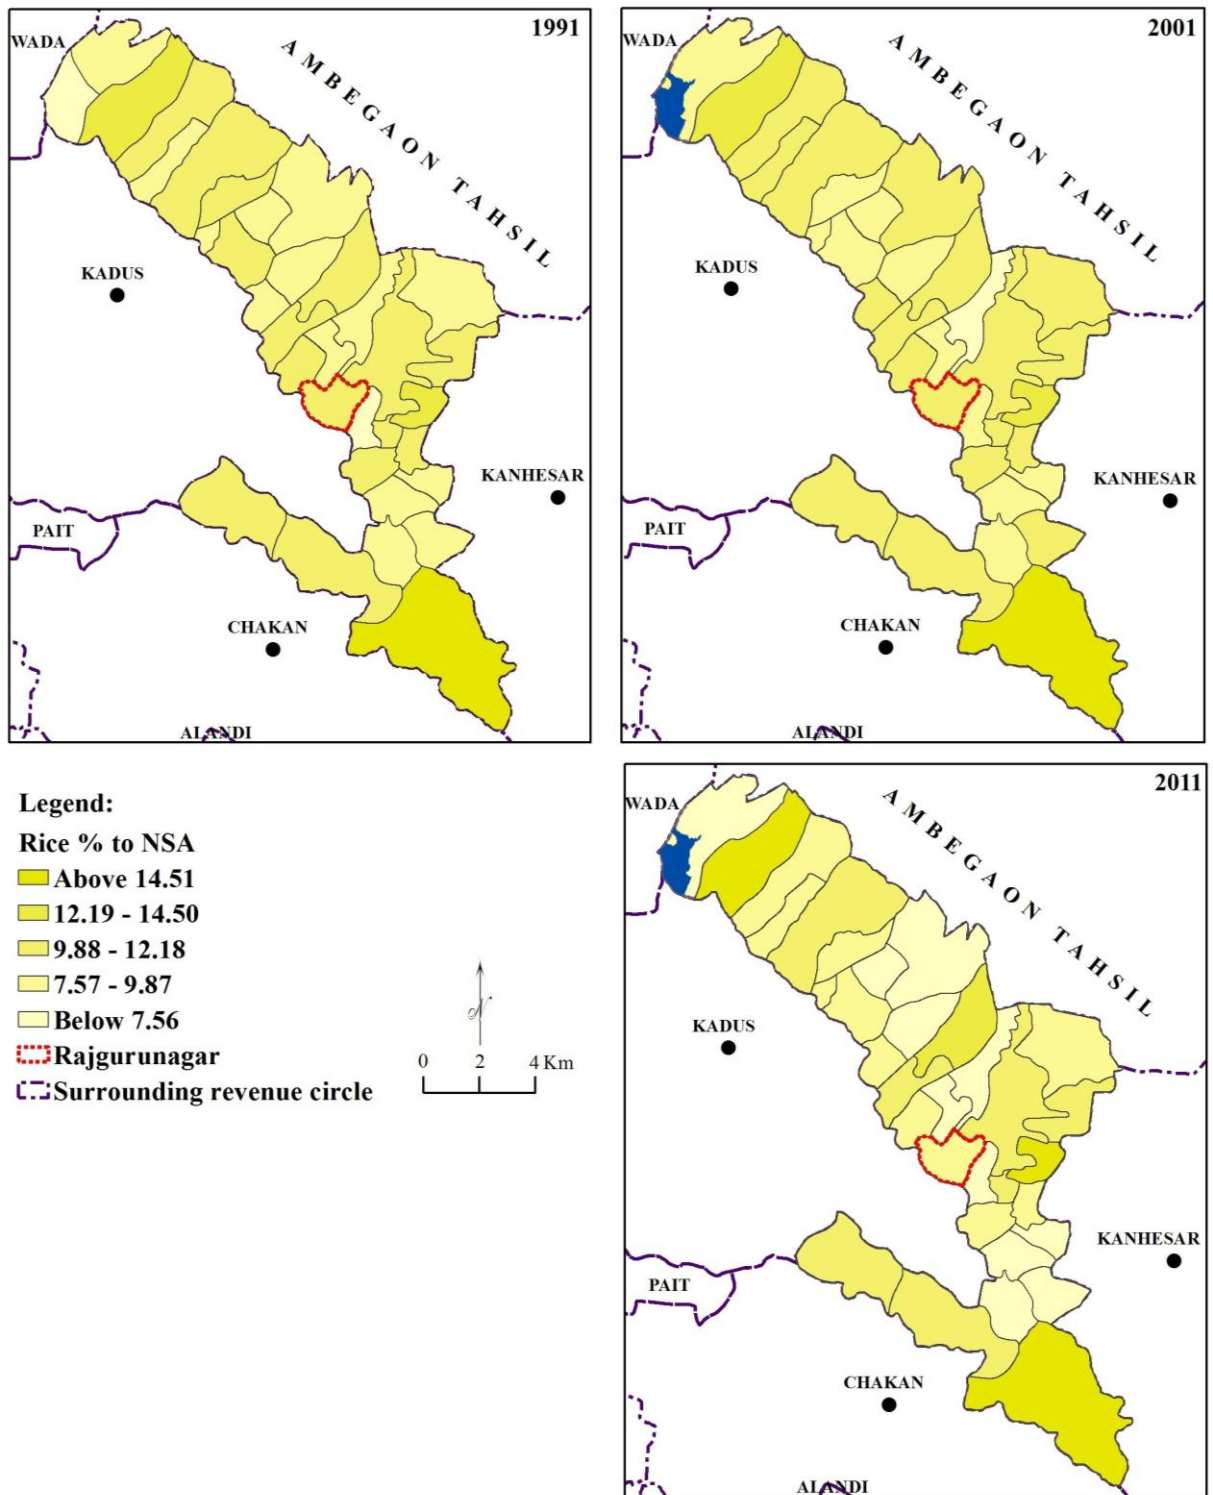 1991
WADA
AMBEGAON TAHSIL
KADUS
KANHESAR
PAIT
CHAKAN
ALANDI
2001
WADA
AMBEGAON TAHSIL
KADUS
KANHESAR
PAIT
CHAKAN
ALANDI
Legend:
Rice % to NSA
Above 14.51
12.19 - 14.50
9.88 - 12.18
7.57 - 9.87
Below 7.56
Rajgurunagar
Surrounding revenue circle
N
0 2 4 Km
2011
WADA
AMBEGAON TAHSIL
KADUS
KANHESAR
PAIT
CHAKAN
ALANDI